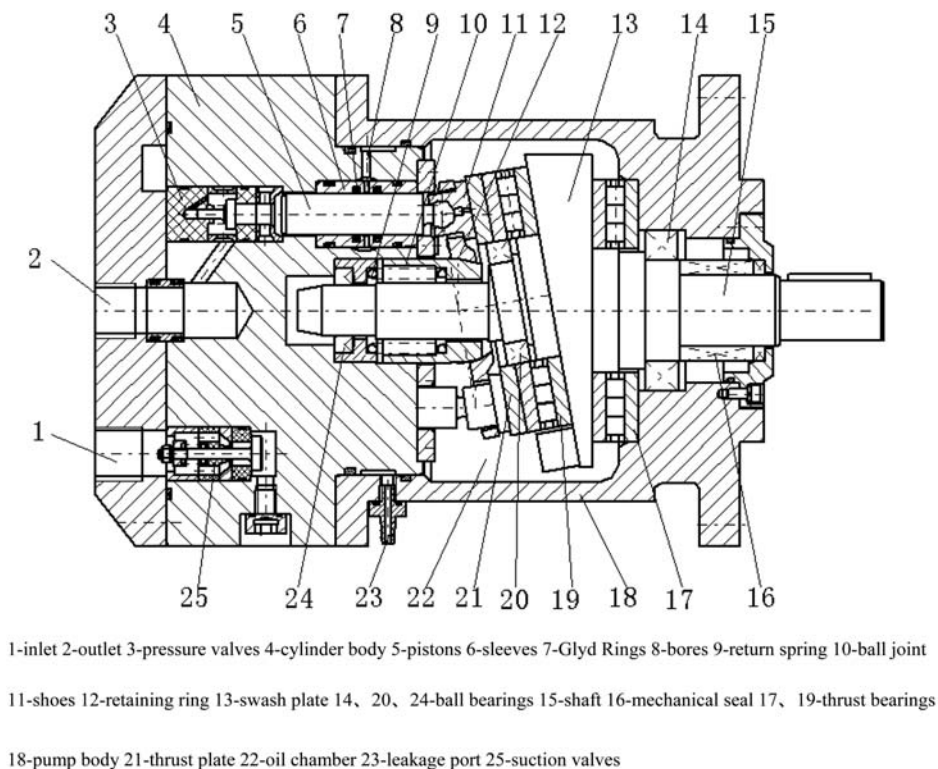 3 4 5 6 7 8 9 10 11 12 13 14 15
2
1
25 24 23 22 21 20 19 18 17 16
1-inlet 2-outlet 3-pressure valves 4-cylinder body 5-pistons 6-sleeves 7-Glyd Rings 8-bores 9-return spring 10-ball joint
11-shoes 12-retaining ring 13-swash plate 14、20、24-ball bearings 15-shaft 16-mechanical seal 17、19-thrust bearings
18-pump body 21-thrust plate 22-oil chamber 23-leakage port 25-suction valves